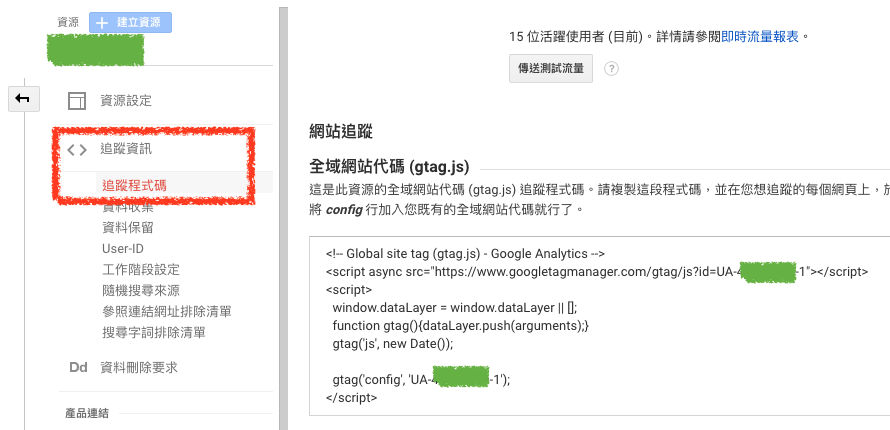 資源
建立資源
資源設定
追蹤資訊
追蹤程式碼
資料收集
資料保留
User-ID
工作階段設定
隨機搜尋來源
參照連結網址排除清單
搜尋字詞排除清單
Dd 資料刪除要求
產品連結
15 位活躍使用者 (目前)。詳情請參閱即時流量報表。
傳送測試流量 ?
網站追蹤
全域網站代碼 (gtag.js)
這是此資源的全域網站代碼 (gtag.js) 追蹤程式碼。請複製這段程式碼，並在您想追蹤的每個網頁上，於
將 config 行加入您既有的全域網站代碼就行了。
<!-- Global site tag (gtag.js) - Google Analytics -->
<script async src="https://www.googletagmanager.com/gtag/js?id=UA-4 -1"></script>
<script>
window.dataLayer = window.dataLayer || [];
function gtag(){dataLayer.push(arguments);}
gtag('js', new Date());
gtag('config', 'UA-4 -1');
</script>